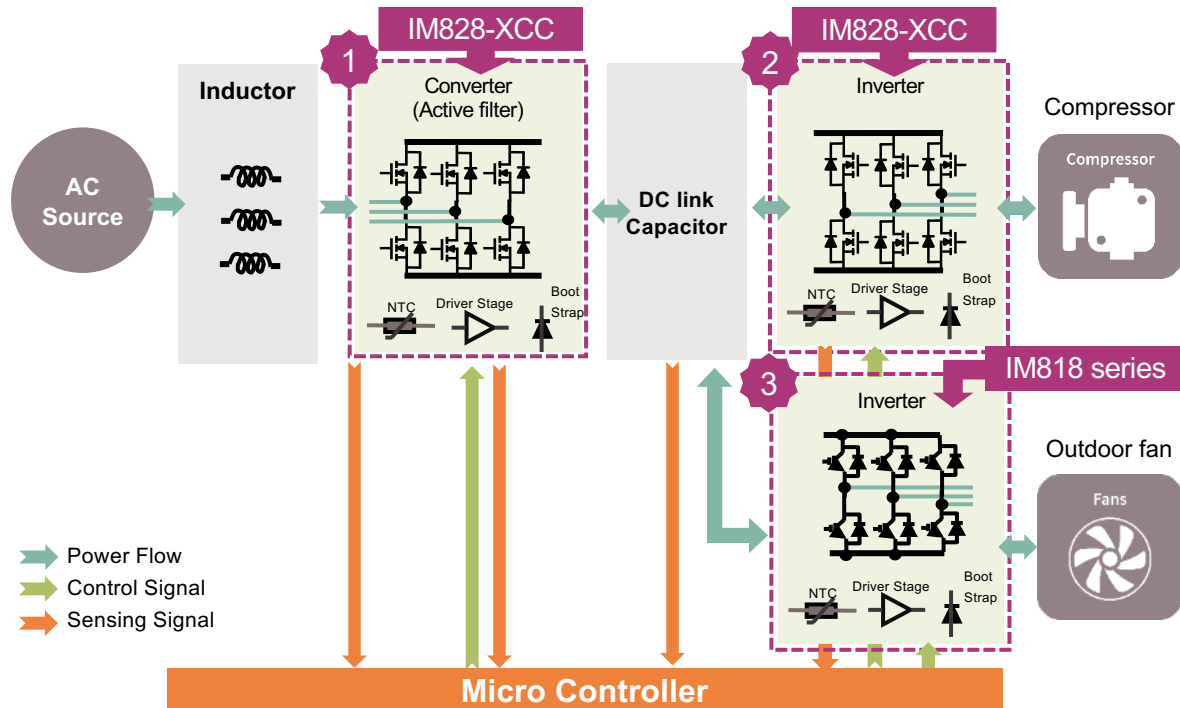 IM828-XCC
IM828-XCC
1
2
Inductor
Converter
(Active filter)
Inverter
Compressor
Compressor
AC
Source
DC link
Capacitor
NTC
Driver Stage
Boot
Strap
NTC
Driver Stage
Boot
Strap
3
IM818 series
Inverter
Outdoor fan
Fans
Power Flow
Control Signal
Sensing Signal
NTC
Driver Stage
Boot
Strap
Micro Controller